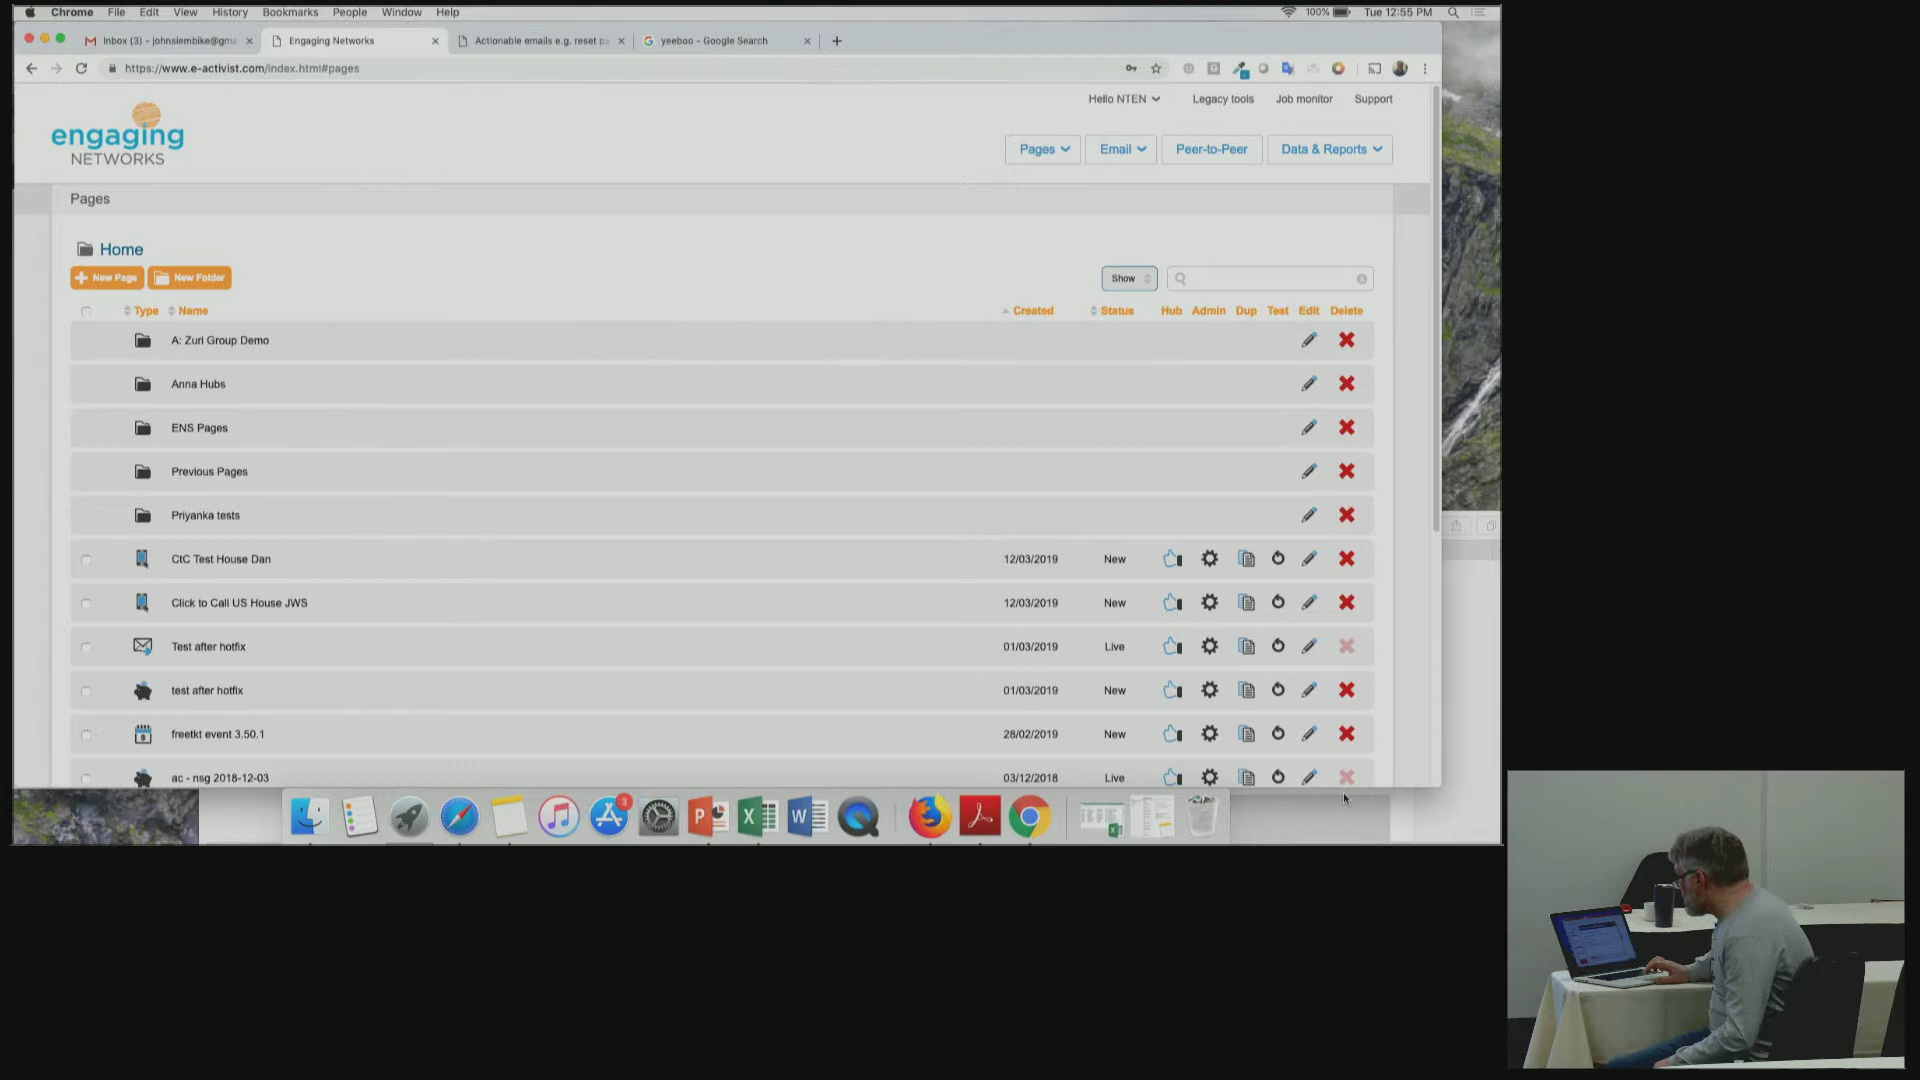 Chrome File Edit View History Bookmarks People Window Help
100% Tue 12:55 PM
Inbox (3) - johnsiembike@gma
Engaging Networks
Actionable emails e.g. reset pa
yeeboo - Google Search
https://www.e-activist.com/index.html#pages
Hello NTEN
Legacy tools
Job monitor
Support
engaging
NETWORKS
Pages
Email
Peer-to-Peer
Data & Reports
Pages
Home
New Page
New Folder
Show
Type Name Created Status Hub Admin Dup Test Edit Delete
A: Zuri Group Demo
Anna Hubs
ENS Pages
Previous Pages
Priyanka tests
CtC Test House Dan 12/03/2019 New
Click to Call US House JWS 12/03/2019 New
Test after hotfix 01/03/2019 Live
test after hotfix 01/03/2019 New
freetkt event 3.50.1 28/02/2019 New
ac - nsg 2018-12-03 03/12/2018 Live
3